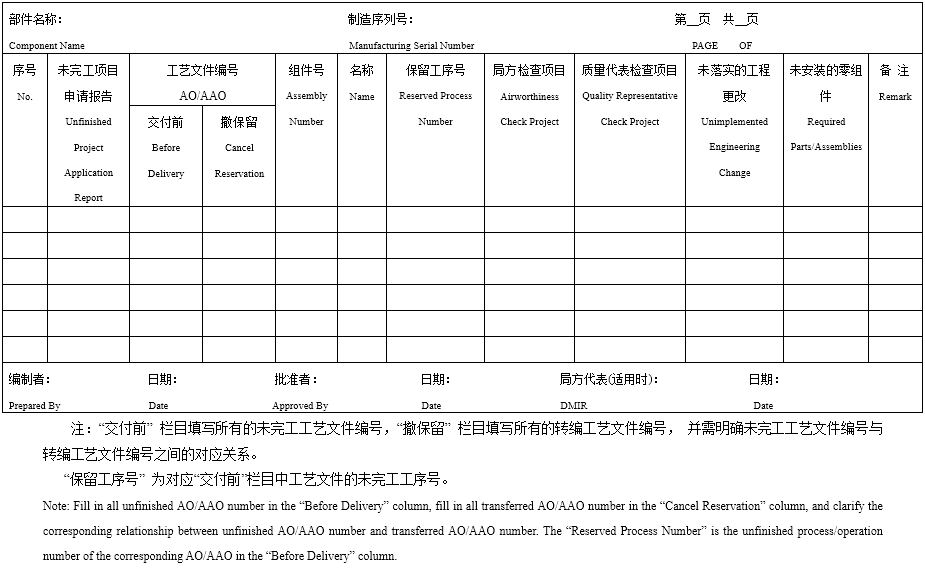 部件名称： 制造序列号： 第__页 共__页
Component Name Manufacturing Serial Number PAGE OF
序号
No.
未完工项目
申请报告
Unfinished
Project
Application
Report
工艺文件编号
AO/AAO
交付前
Before
Delivery
撤保留
Cancel
Reservation
组件号
Assembly
Number
名称
Name
保留工序号
Reserved Process
Number
局方检查项目
Airworthiness
Check Project
质量代表检查项目
Quality Representative
Check Project
未落实的工程
更改
Unimplemented
Engineering
Change
未安装的零组
件
Required
Parts/Assemblies
备 注
Remark
编制者： 日期： 批准者： 日期： 局方代表(适用时)： 日期：
Prepared By Date Approved By Date DMIR Date
注：“交付前” 栏目填写所有的未完工工艺文件编号，“撤保留” 栏目填写所有的转编工艺文件编号， 并需明确未完工工艺文件编号与
转编工艺文件编号之间的对应关系。
“保留工序号” 为对应“交付前”栏目中工艺文件的未完工工序号。
Note: Fill in all unfinished AO/AAO number in the “Before Delivery” column, fill in all transferred AO/AAO number in the “Cancel Reservation” column, and clarify the
corresponding relationship between unfinished AO/AAO number and transferred AO/AAO number. The “Reserved Process Number” is the unfinished process/operation
number of the corresponding AO/AAO in the “Before Delivery” column.